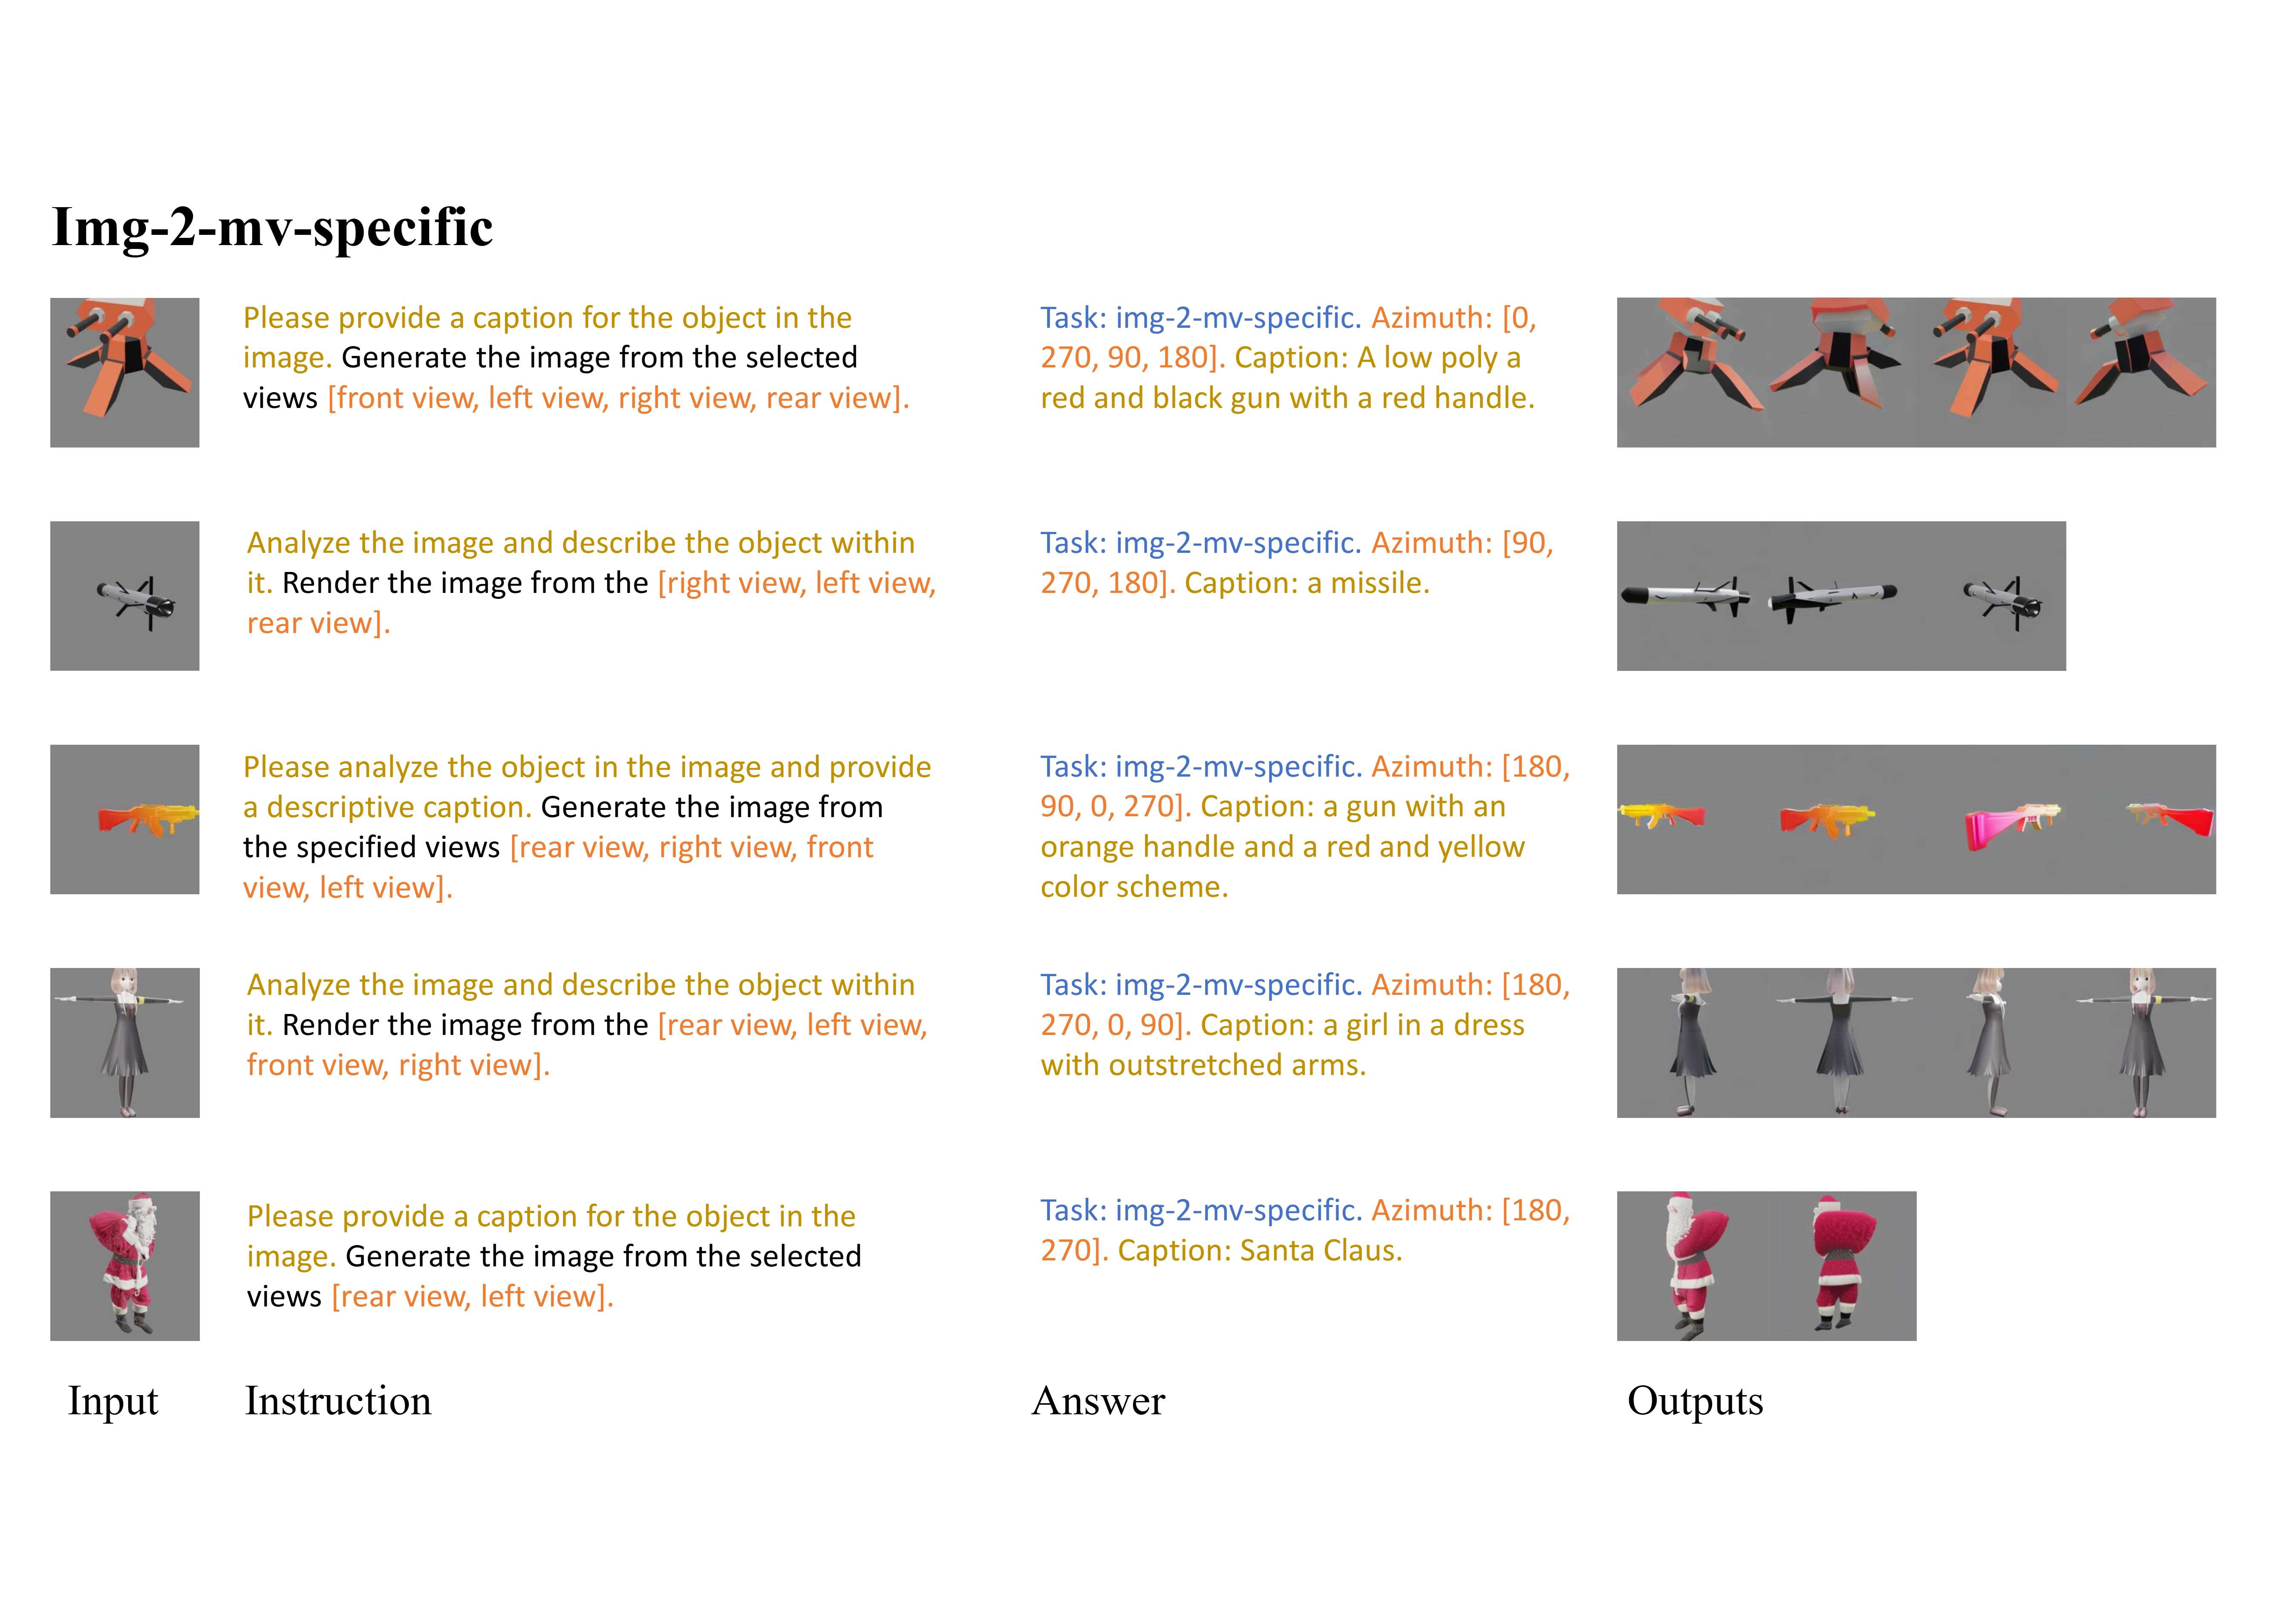 Img-2-mv-specific
Please provide a caption for the object in the
image. Generate the image from the selected
views [front view, left view, right view, rear view].
Task: img-2-mv-specific. Azimuth: [0,
270, 90, 180]. Caption: A low poly a
red and black gun with a red handle.
Analyze the image and describe the object within
it. Render the image from the [right view, left view,
rear view].
Task: img-2-mv-specific. Azimuth: [90,
270, 180]. Caption: a missile.
Please analyze the object in the image and provide
a descriptive caption. Generate the image from
the specified views [rear view, right view, front
view, left view].
Task: img-2-mv-specific. Azimuth: [180,
90, 0, 270]. Caption: a gun with an
orange handle and a red and yellow
color scheme.
Analyze the image and describe the object within
it. Render the image from the [rear view, left view,
front view, right view].
Task: img-2-mv-specific. Azimuth: [180,
270, 0, 90]. Caption: a girl in a dress
with outstretched arms.
Please provide a caption for the object in the
image. Generate the image from the selected
views [rear view, left view].
Task: img-2-mv-specific. Azimuth: [180,
270]. Caption: Santa Claus.
Input
Instruction
Answer
Outputs